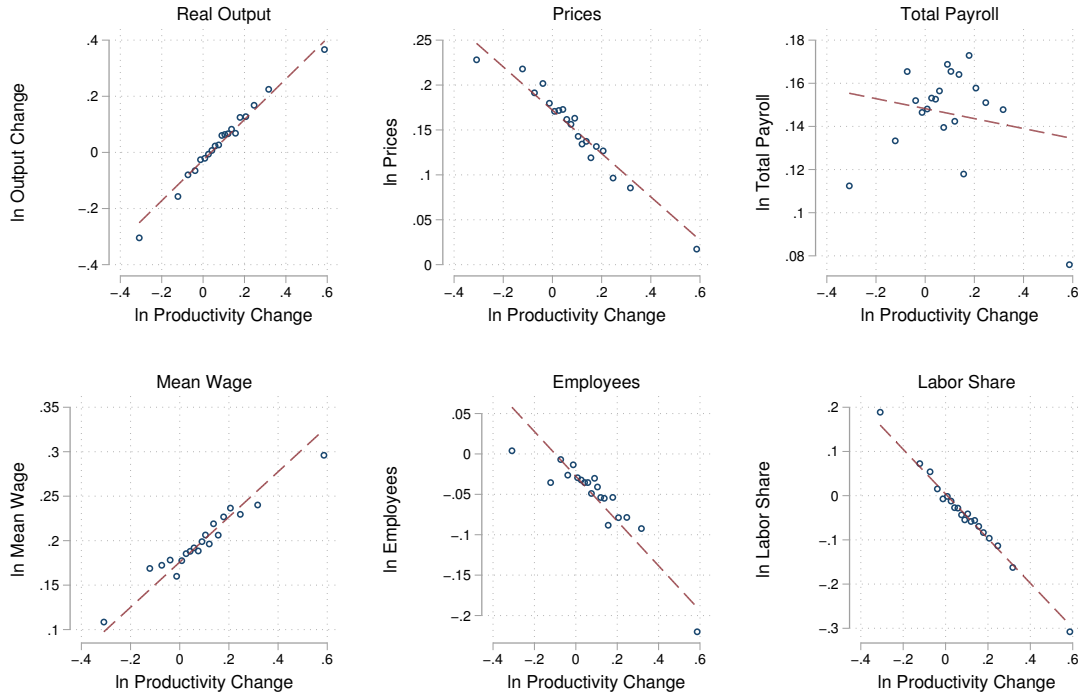 Real Output
ln Output Change
.4
.2
0
−.2
−.4
−.4 −.2 0 .2 .4 .6
ln Productivity Change
Prices
ln Prices
.25
.2
.15
.1
.05
0
−.4 −.2 0 .2 .4 .6
ln Productivity Change
Total Payroll
ln Total Payroll
.18
.16
.14
.12
.1
.08
−.4 −.2 0 .2 .4 .6
ln Productivity Change
Mean Wage
ln Mean Wage
.35
.3
.25
.2
.15
.1
−.4 −.2 0 .2 .4 .6
ln Productivity Change
Employees
ln Employees
.05
0
−.05
−.1
−.15
−.2
−.4 −.2 0 .2 .4 .6
ln Productivity Change
Labor Share
ln Labor Share
.2
.1
0
−.1
−.2
−.3
−.4 −.2 0 .2 .4 .6
ln Productivity Change